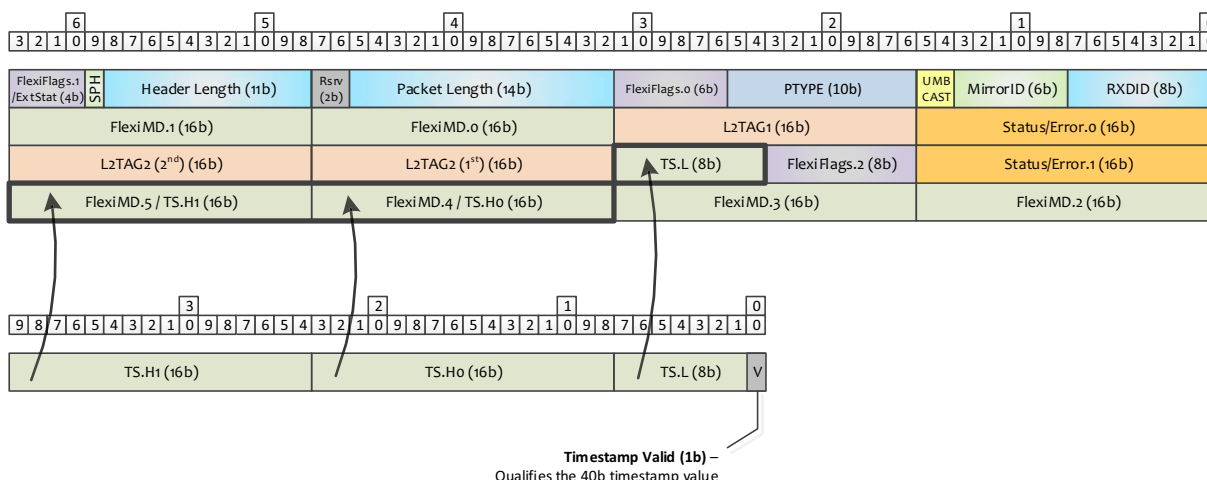 6 5 4 3 2 1 0
3 2 1 0 9 8 7 6 5 4 3 2 1 0 9 8 7 6 5 4 3 2 1 0 9 8 7 6 5 4 3 2 1 0 9 8 7 6 5 4 3 2 1 0 9 8 7 6 5 4 3 2 1 0 9 8 7 6 5 4 3 2 1 0
FlexiFlags.1 /ExtStat (4b) SPH Header Length (11b) Rsrv (2b) Packet Length (14b) FlexiFlags.0 (6b) PTYPE (10b) UMB CAST MirrorID (6b) RXDID (8b)
FlexiMD.1 (16b) FlexiMD.0 (16b) L2TAG1 (16b) Status/Error.0 (16b)
L2TAG2 (2nd) (16b) L2TAG2 (1st) (16b) TS.L (8b) FlexiFlags.2 (8b) Status/Error.1 (16b)
FlexiMD.5 / TS.H1 (16b) FlexiMD.4 / TS.H0 (16b) FlexiMD.3 (16b) FlexiMD.2 (16b)
3 2 1 0
9 8 7 6 5 4 3 2 1 0 9 8 7 6 5 4 3 2 1 0 9 8 7 6 5 4 3 2 1 0 9 8 7 6 5 4 3 2 1 0
TS.H1 (16b) TS.H0 (16b) TS.L (8b) V
Timestamp Valid (1b) –
Qualifies the 40b timestamp value